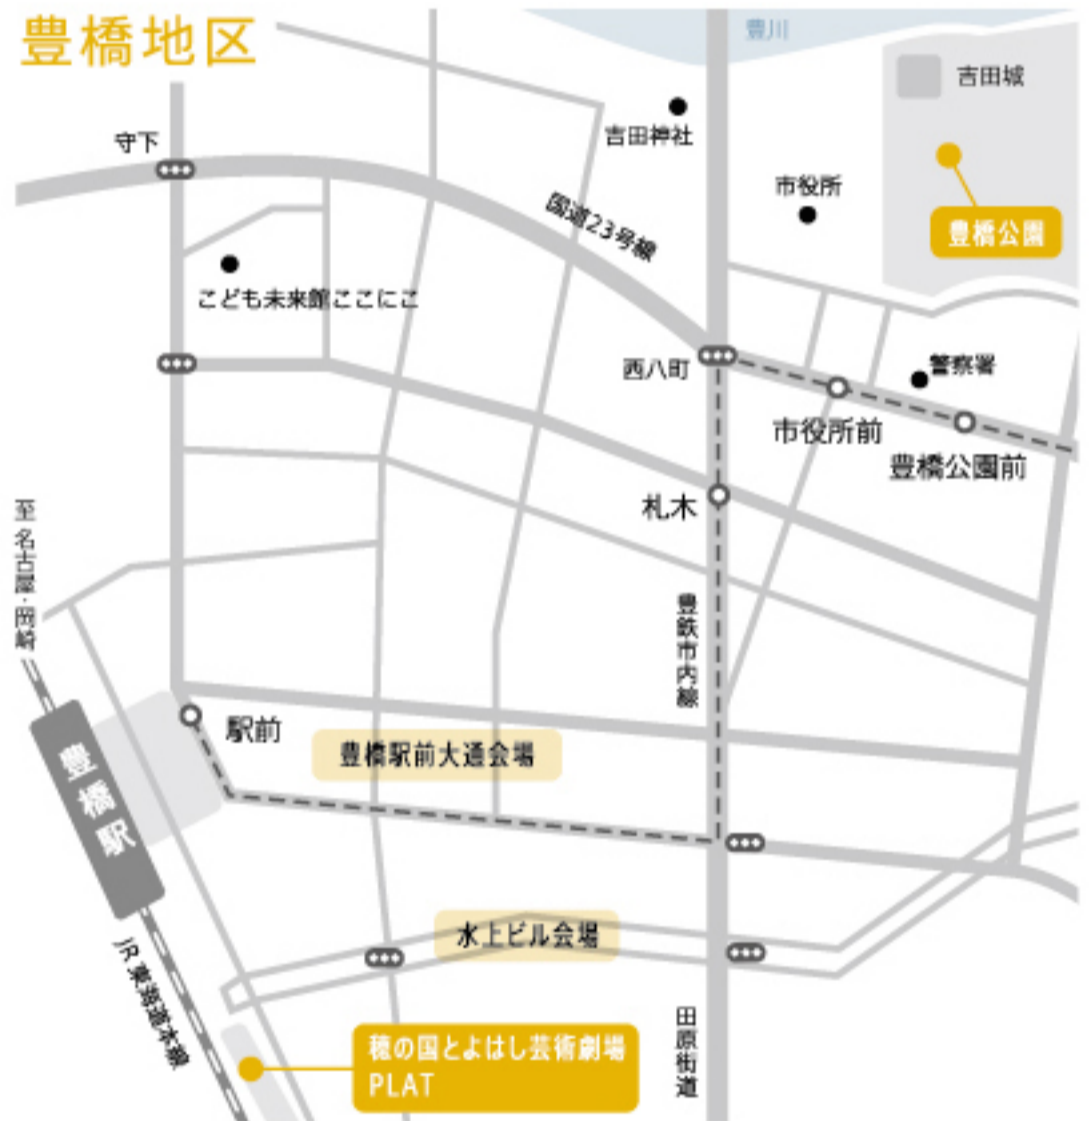 豊橋地区
豊川
吉田城
吉田神社
守下
市役所
国道23号線
豊橋公園
こども未来館ここにこ
西八町
警察署
市役所前
豊橋公園前
札木
至 名古屋・岡崎
豊鉄市内線
駅前
豊橋駅前大通会場
豊橋駅
水上ビル会場
JR 東海道本線
田原街道
穂の国とよはし芸術劇場
PLAT